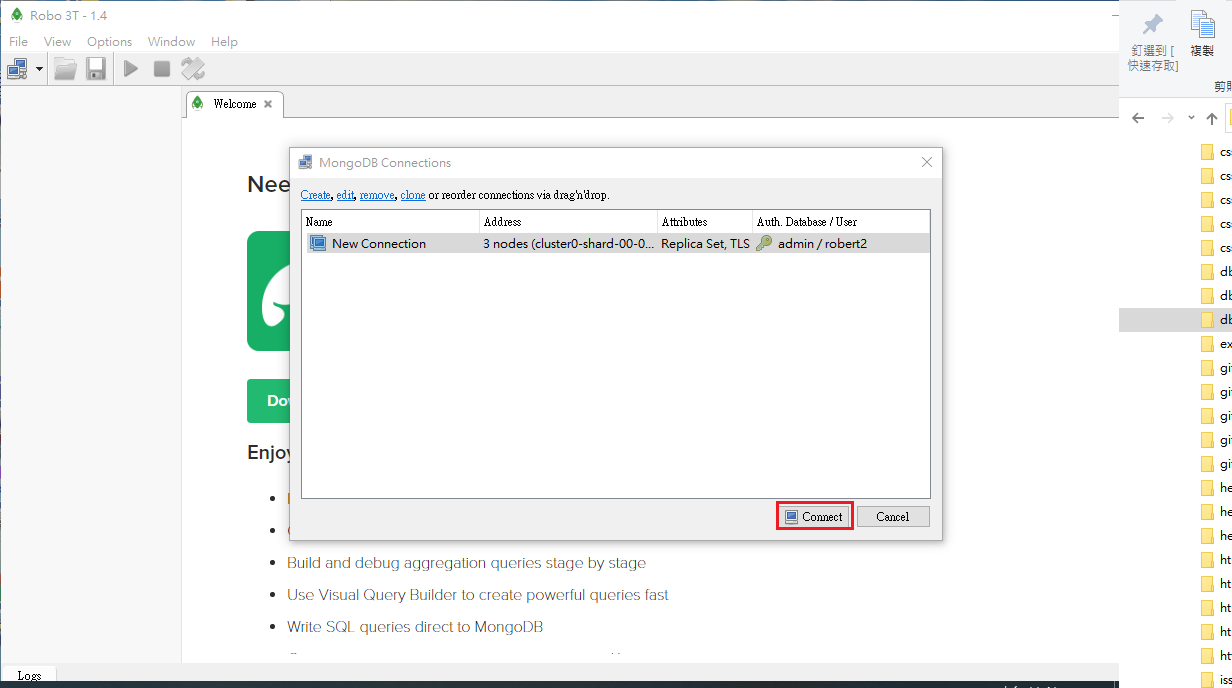 Robo 3T - 1.4
File View Options Window Help
Welcome
Nee
MongoDB Connections
Create, edit, remove, clone or reorder connections via drag'n'drop.
Name Address Attributes Auth. Database / User
New Connection 3 nodes (cluster0-shard-00-0... Replica Set, TLS admin / robert2
Connect Cancel
Dow
Enjoy
Build and debug aggregation queries stage by stage
Use Visual Query Builder to create powerful queries fast
Write SQL queries direct to MongoDB
Logs
釘選到 [
快速存取]
複製
剪
cs
cs
cs
cs
cs
db
db
db
ex
gi
gi
gi
gi
gi
he
he
he
ht
ht
ht
ht
ht
iss